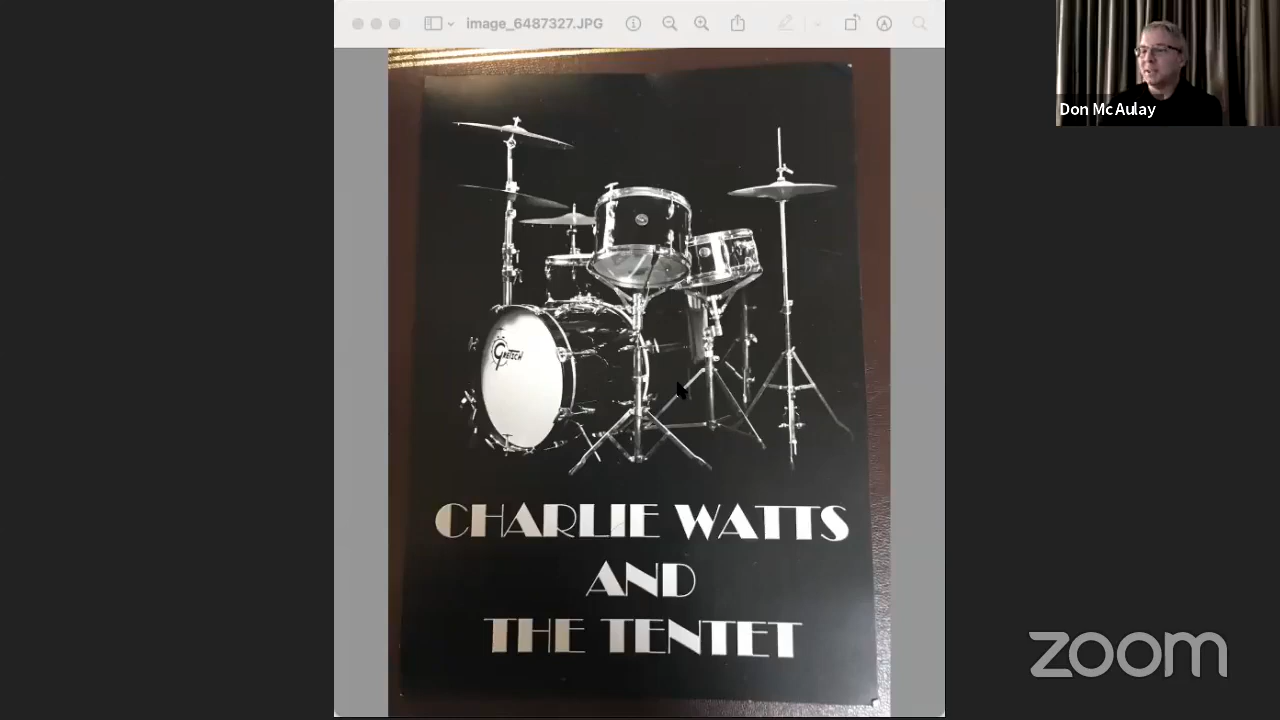 image_6487327.JPG
Don McAulay
GRETSCH
CHARLIE WATTS
AND
THE TENTET
zoom